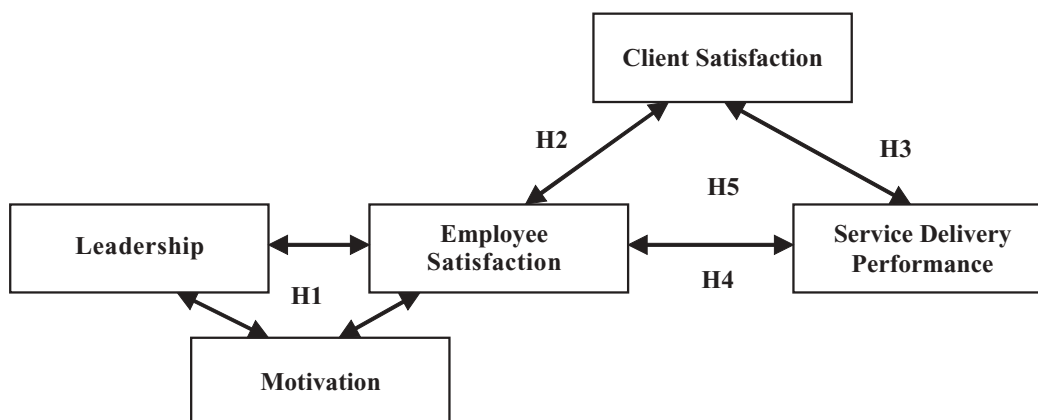 Client Satisfaction
H2
H3
H5
Leadership
Employee
Satisfaction
Service Delivery
Performance
H1
H4
Motivation